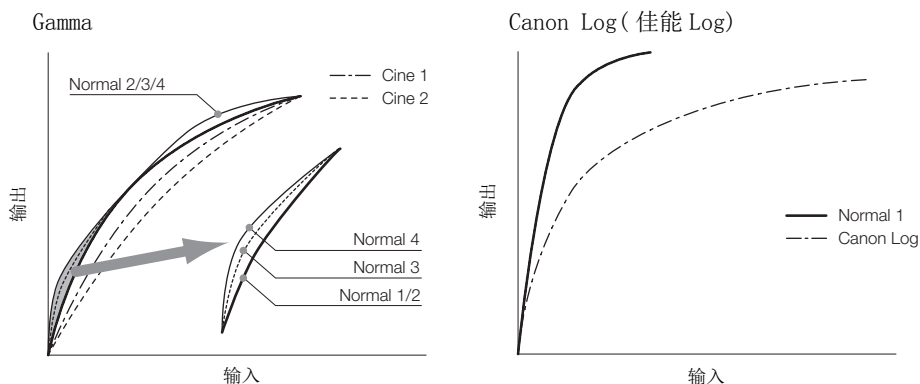 Gamma
Normal 2/3/4
Cine 1
Cine 2
Normal 4
Normal 3
Normal 1/2
输出
输入
Canon Log(佳能 Log)
Normal 1
Canon Log
输出
输入